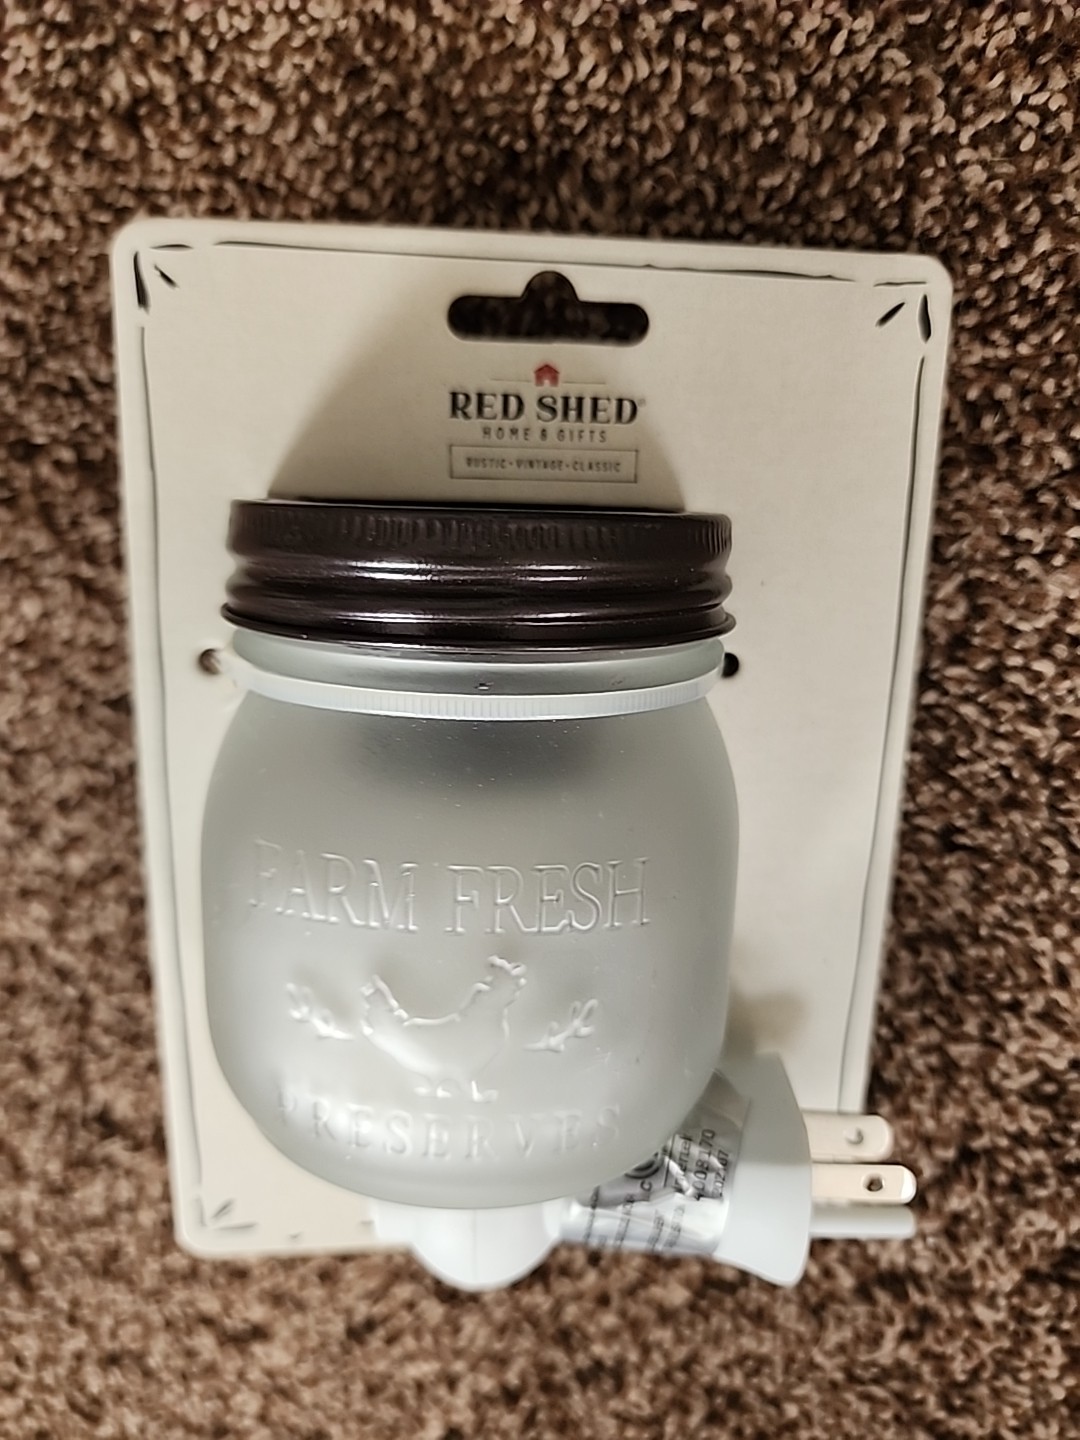 RED SHED®
HOME & GIFTS
RUSTIC • VINTAGE • CLASSIC
FARM FRESH
PRESERVES